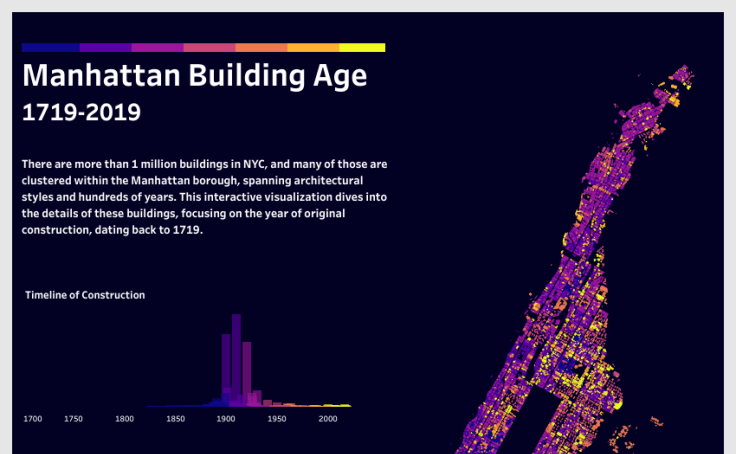 Manhattan Building Age
1719-2019
There are more than 1 million buildings in NYC, and many of those are
clustered within the Manhattan borough, spanning architectural
styles and hundreds of years. This interactive visualization dives into
the details of these buildings, focusing on the year of original
construction, dating back to 1719.
Timeline of Construction
1700 1750 1800 1850 1900 1950 2000